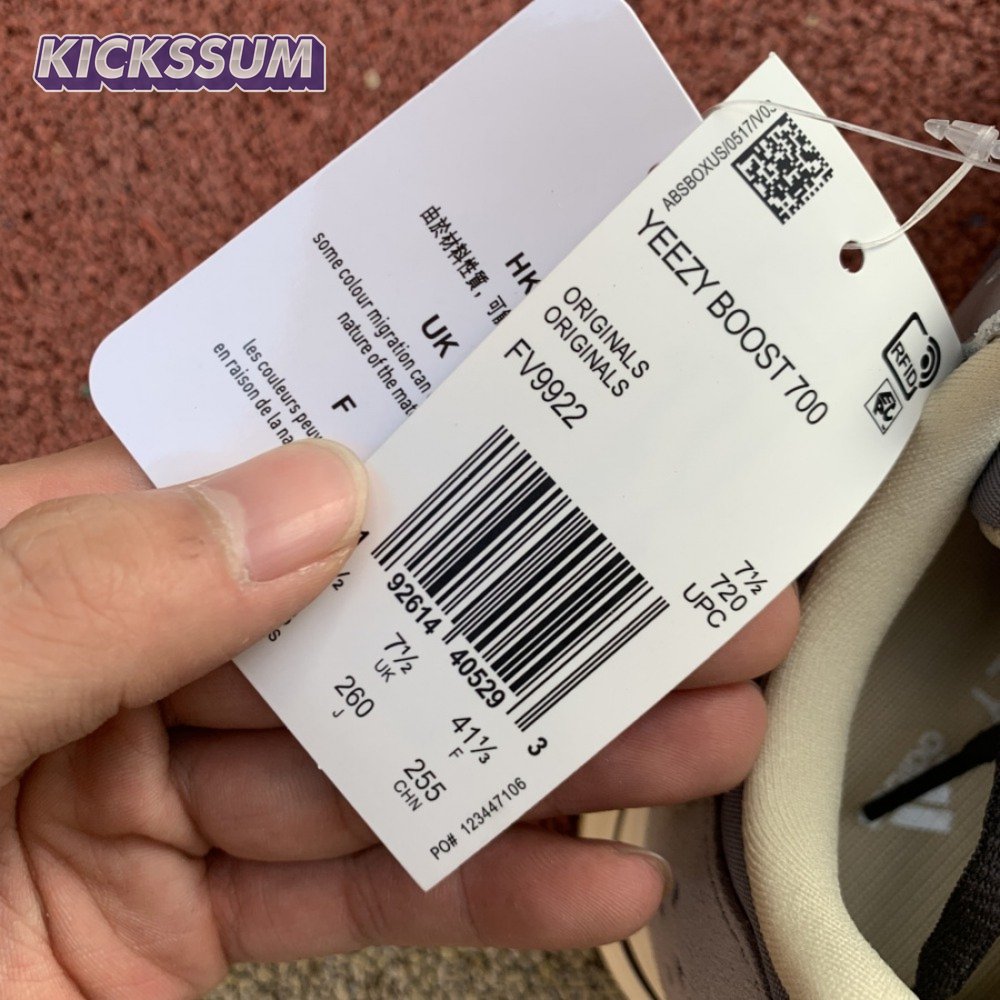 KICKSSUM
ABSBOXUS/0517/V03
YEEZY BOOST 700
ORIGINALS
ORIGINALS
FV9922
RFID
7½
720
UPC
92614
40529
3
7½
UK
260
J
41⅓
F
255
CHN
PO# 123447106
HK
由於材料性質，可
UK
some colour migration can
nature of the mat
F
les couleurs peuv
en raison de la na